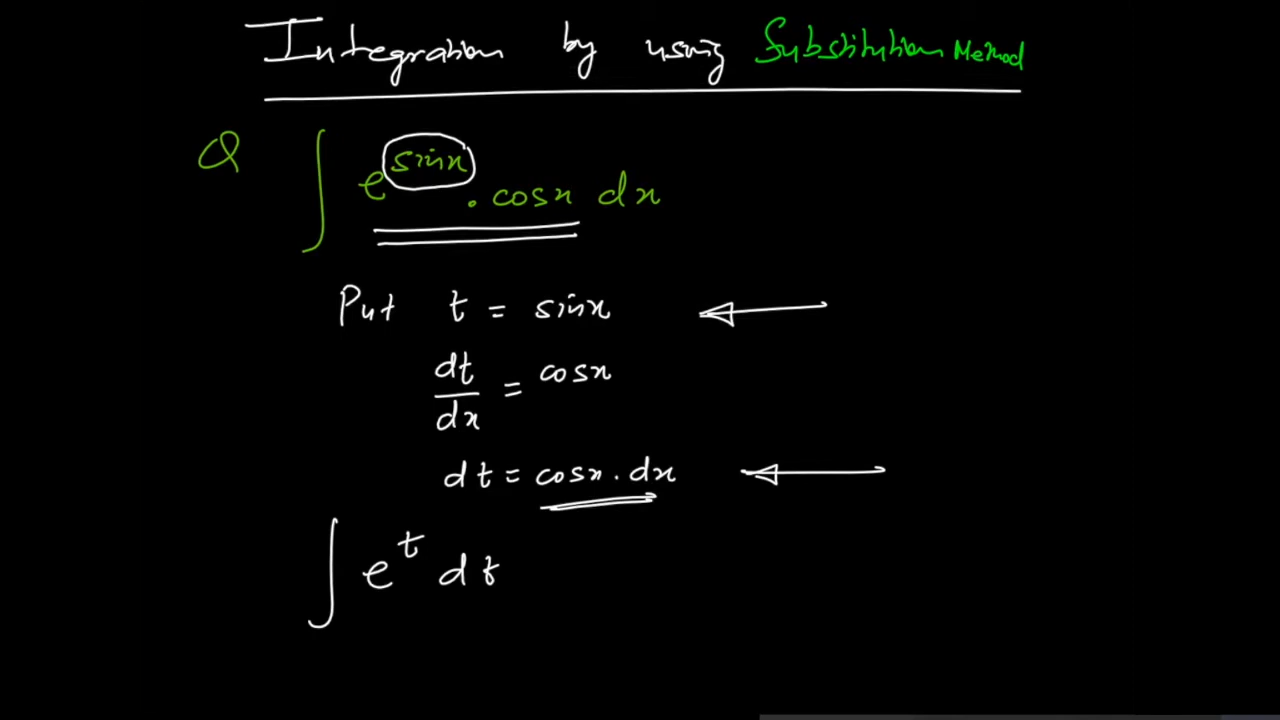 Integration by using Substitution Method
Q ∫ e^sinx . cosx dx
Put t = sinx
dt/dx = cosx
dt = cosx . dx
∫ e^t dt